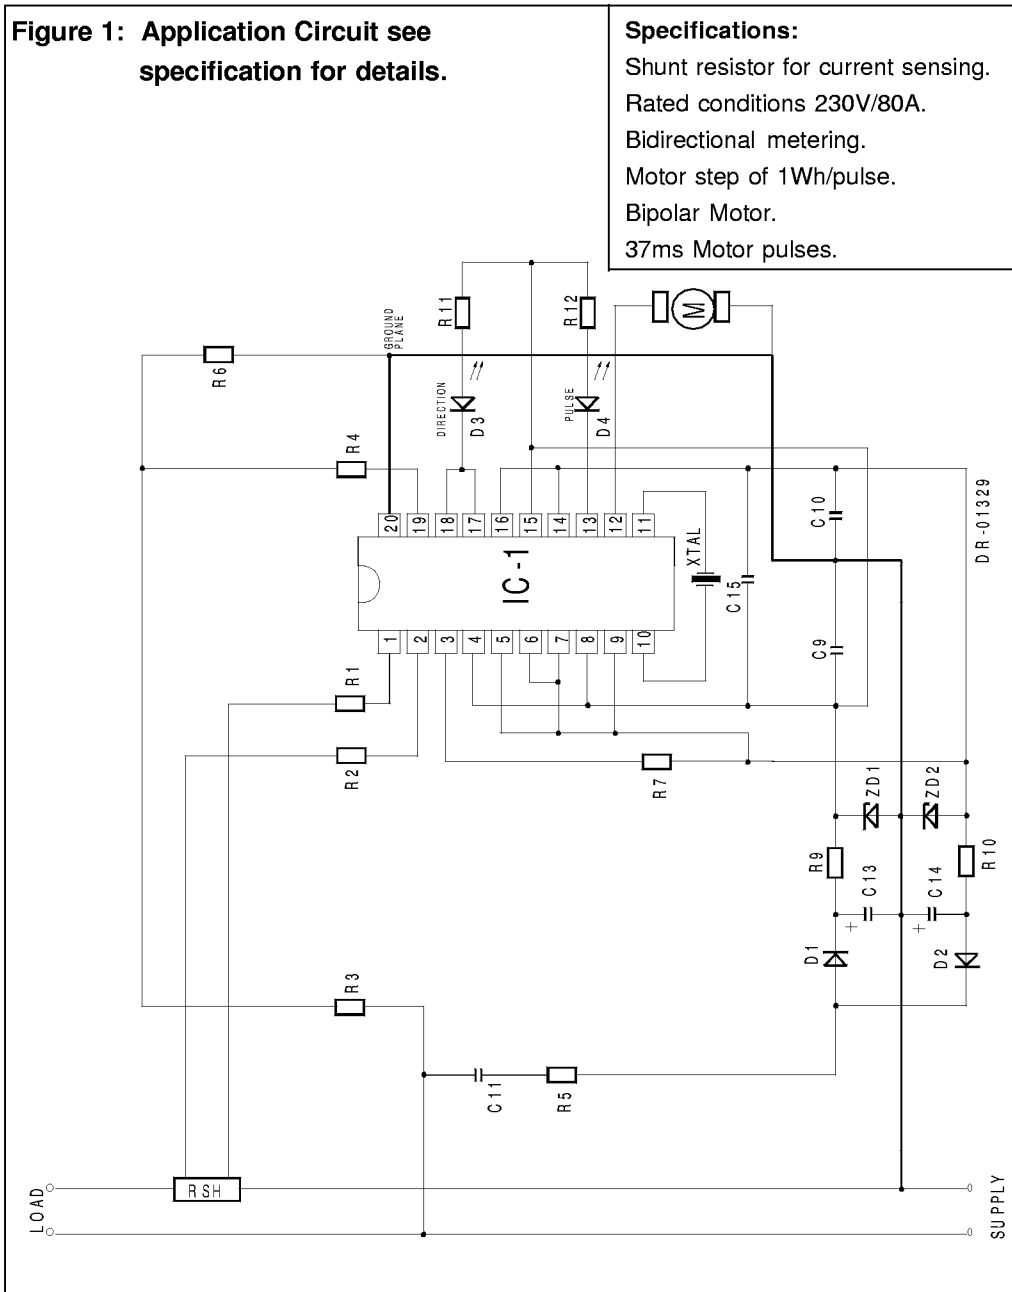 Figure 1: Application Circuit see
specification for details.
Specifications:
Shunt resistor for current sensing.
Rated conditions 230V/80A.
Bidirectional metering.
Motor step of 1Wh/pulse.
Bipolar Motor.
37ms Motor pulses.
R11
R12
M
GROUND
PLANE
R6
DIRECTION
D3
PULSE
D4
R4
20
19
18
17
16
15
14
13
12
11
C10
DR-01329
IC-1
XTAL
C15
1
2
3
4
5
6
7
8
9
10
C9
R1
R2
R7
ZD1
ZD2
R9
C13
C14
R10
+
+
D1
D2
R3
C11
R5
LOAD
RSH
SUPPLY